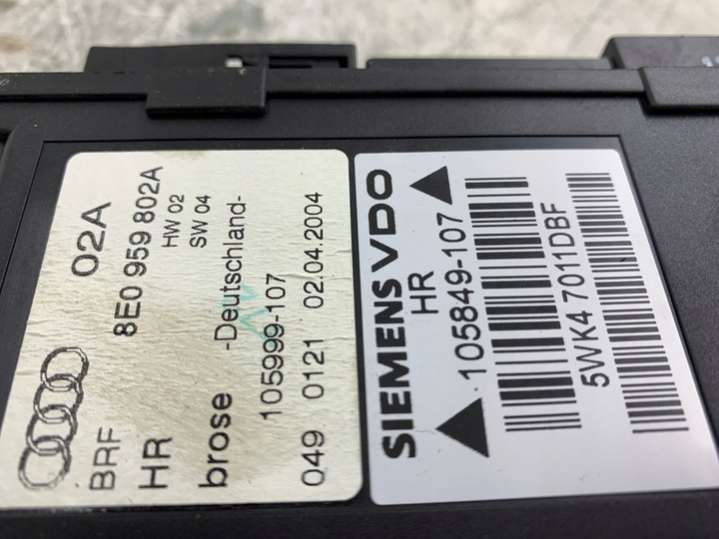 02A
8E0 959 802A
BRF
HW 02
HR
SW 04
brose -Deutschland-
105999-107
049 0121 02.04.2004
SIEMENS VDO
HR
105849-107
5WK4 7011DBF